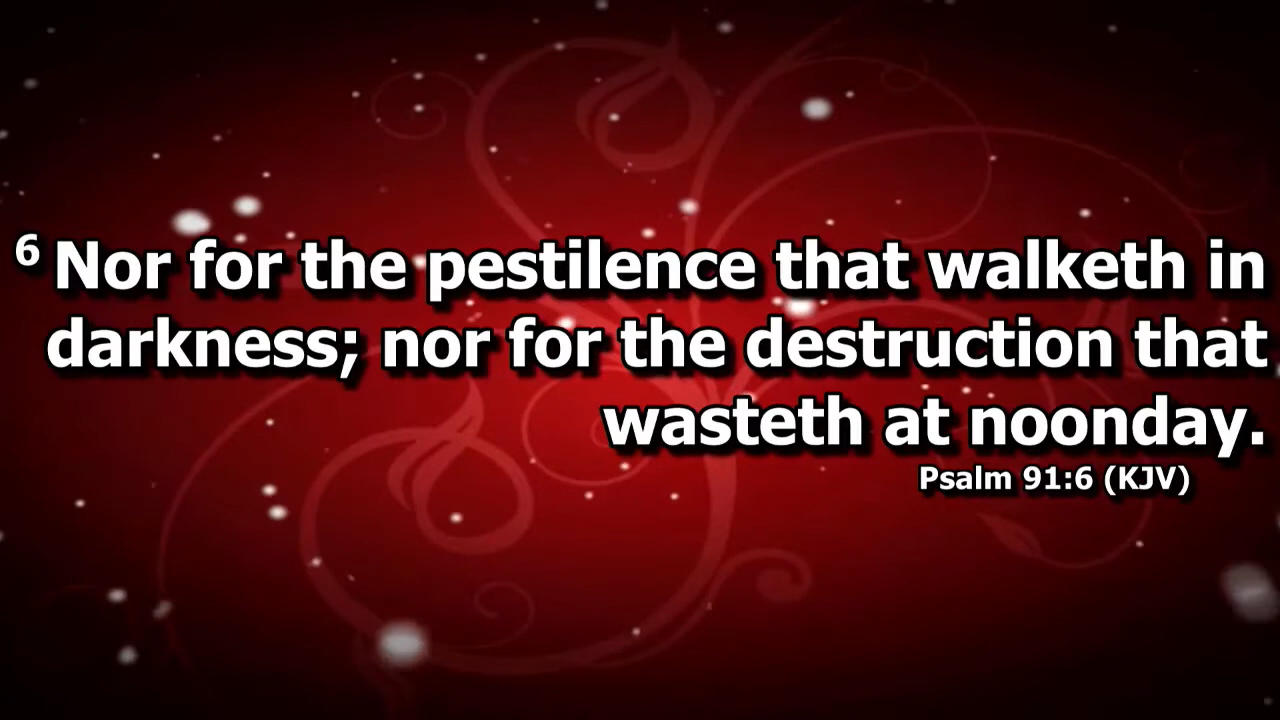 6 Nor for the pestilence that walketh in
darkness; nor for the destruction that
wasteth at noonday.
Psalm 91:6 (KJV)